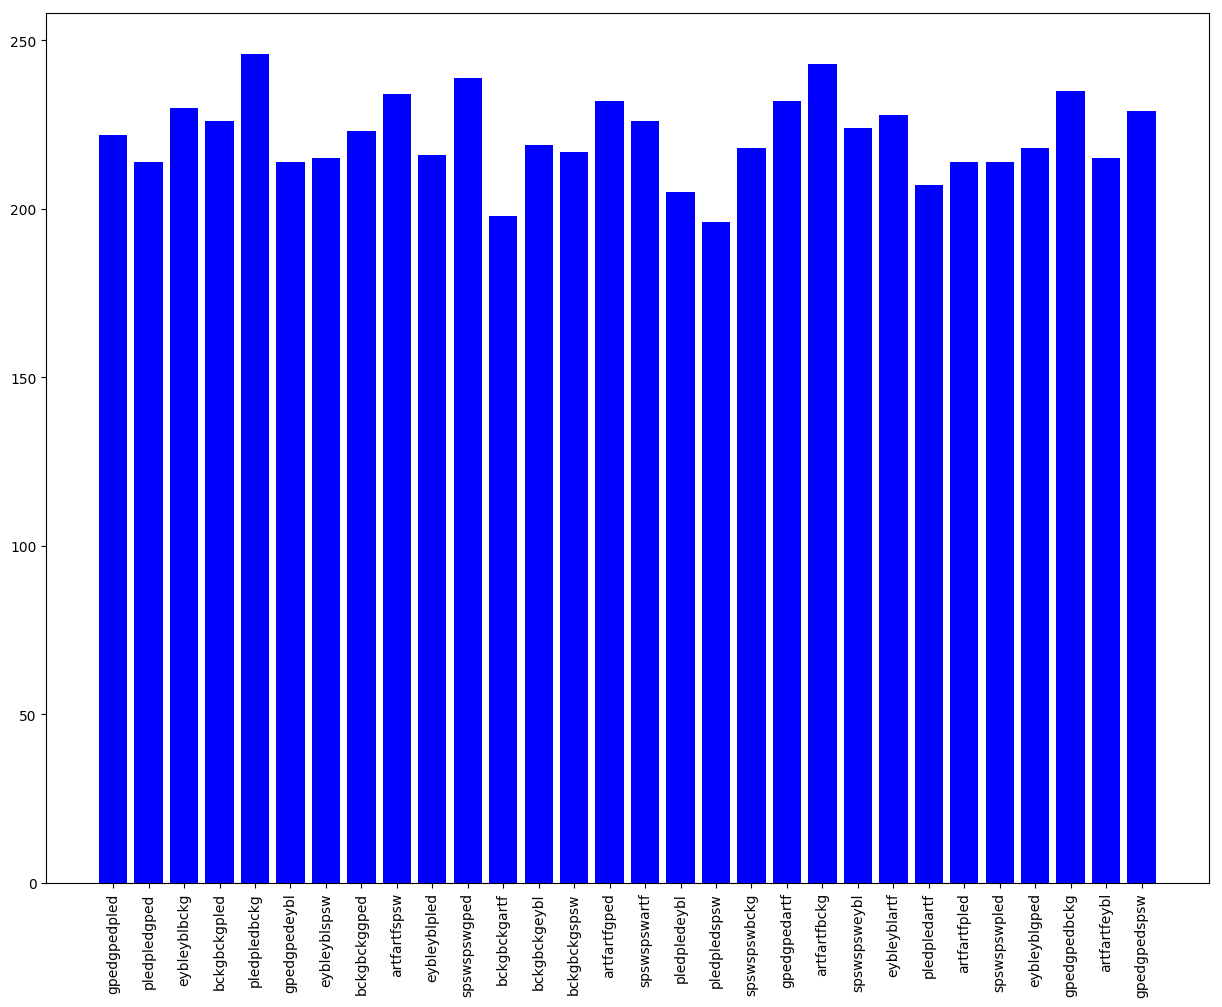 250
200
150
100
50
0
gpedgpedpled
pledpledgped
eybleyblbckg
bckgbckgpled
pledpledbckg
gpedgpedeybl
eybleyblspsw
bckgbckggped
artfartfspsw
eybleyblpled
spswspswgped
bckgbckgartf
bckgbckgeybl
bckgbckgspsw
artfartfgped
spswspswartf
pledpledeybl
pledpledspsw
spswspswbckg
gpedgpedartf
artfartfbckg
spswspsweybl
eybleyblartf
pledpledartf
artfartfpled
spswspswpled
eybleyblgped
gpedgpedbckg
artfartfeybl
gpedgpedspsw